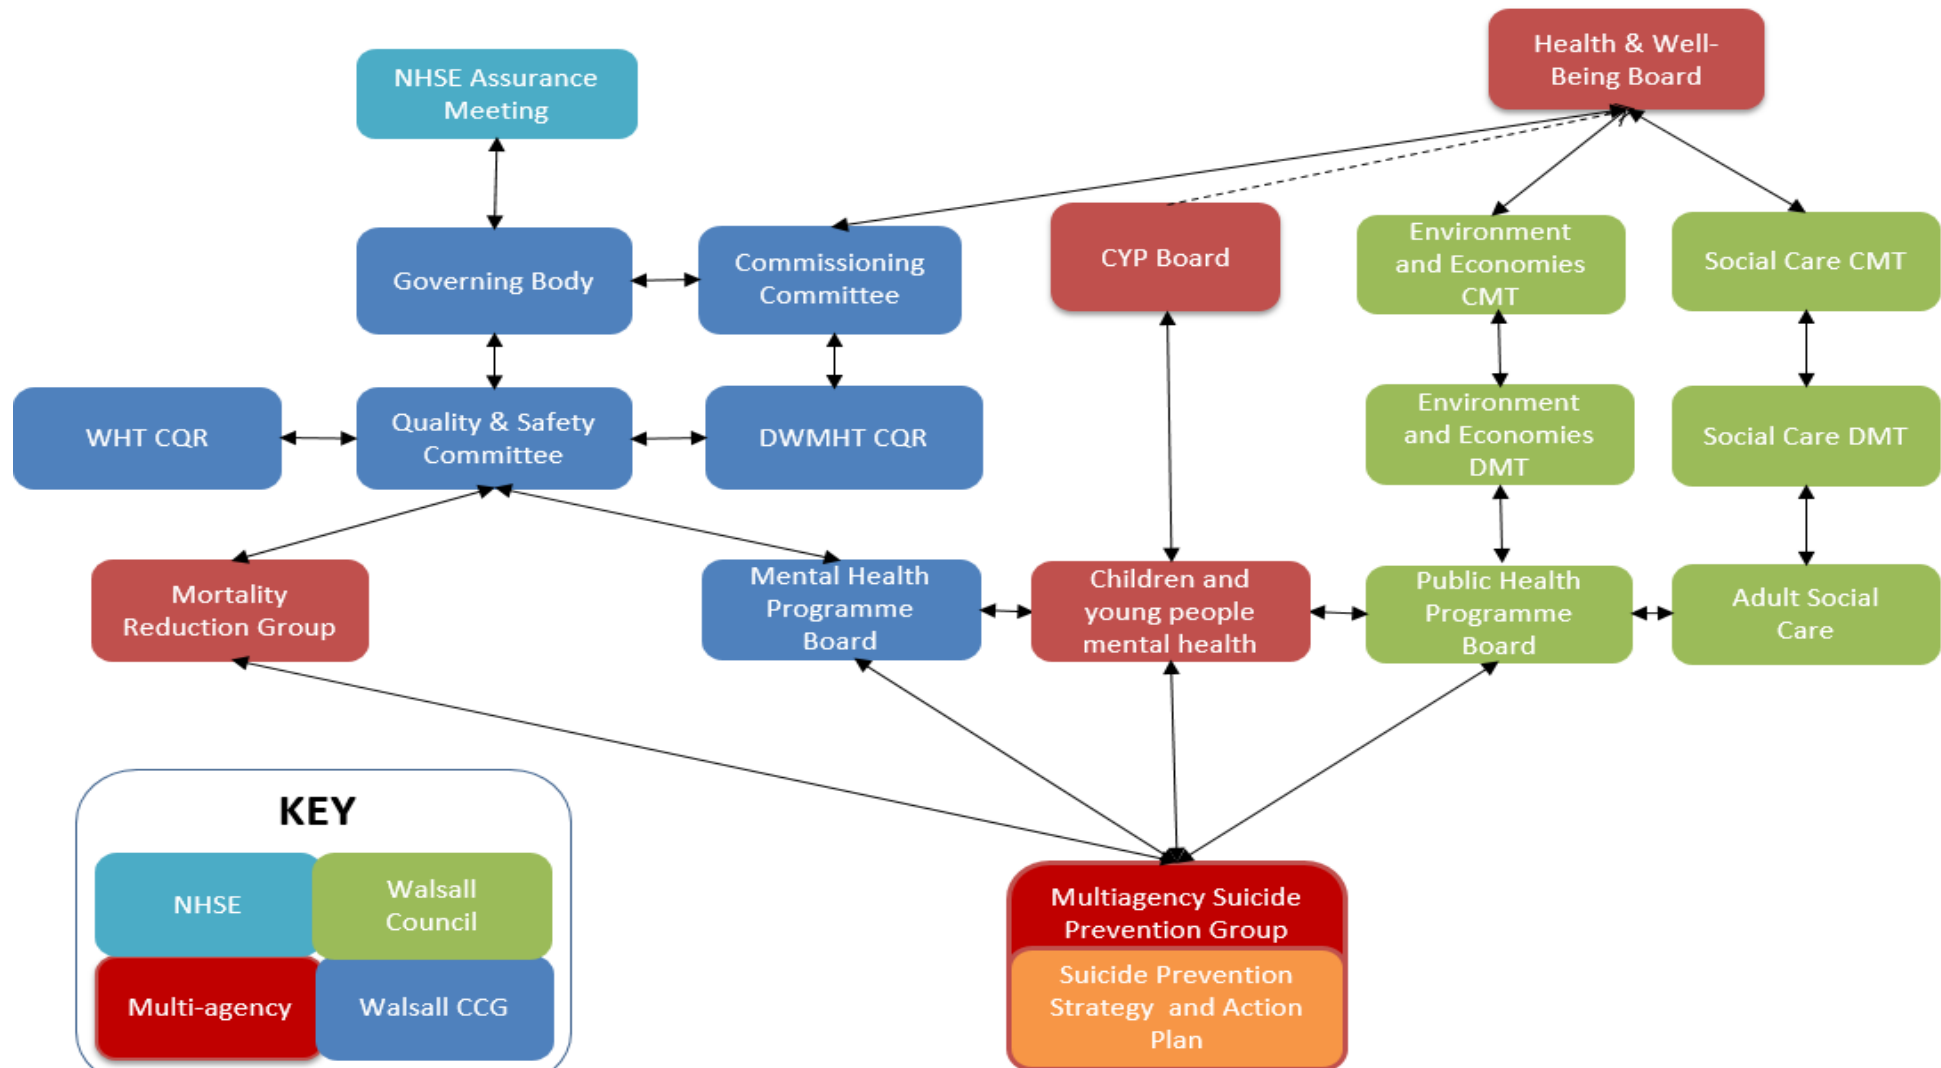 Health & Well-
Being Board
NHSE Assurance
Meeting
Governing Body
Commissioning
Committee
CYP Board
Environment
and Economies
CMT
Social Care CMT
WHT CQR
Quality & Safety
Committee
DWMHT CQR
Environment
and Economies
DMT
Social Care DMT
Mortality
Reduction Group
Mental Health
Programme
Board
Children and
young people
mental health
Public Health
Programme
Board
Adult Social
Care
KEY
NHSE
Walsall
Council
Multi-agency
Walsall CCG
Multiagency Suicide
Prevention Group
Suicide Prevention
Strategy and Action
Plan